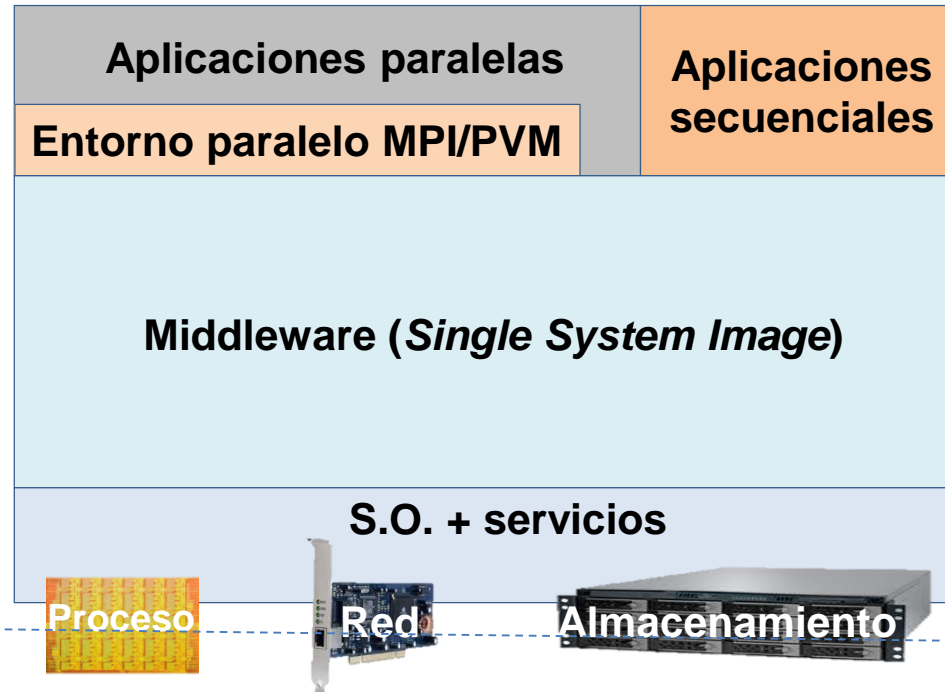 Aplicaciones paralelas
Aplicaciones
secuenciales
Entorno paralelo MPI/PVM
Middleware (Single System Image)
S.O. + servicios
Proceso
Red
Almacenamiento